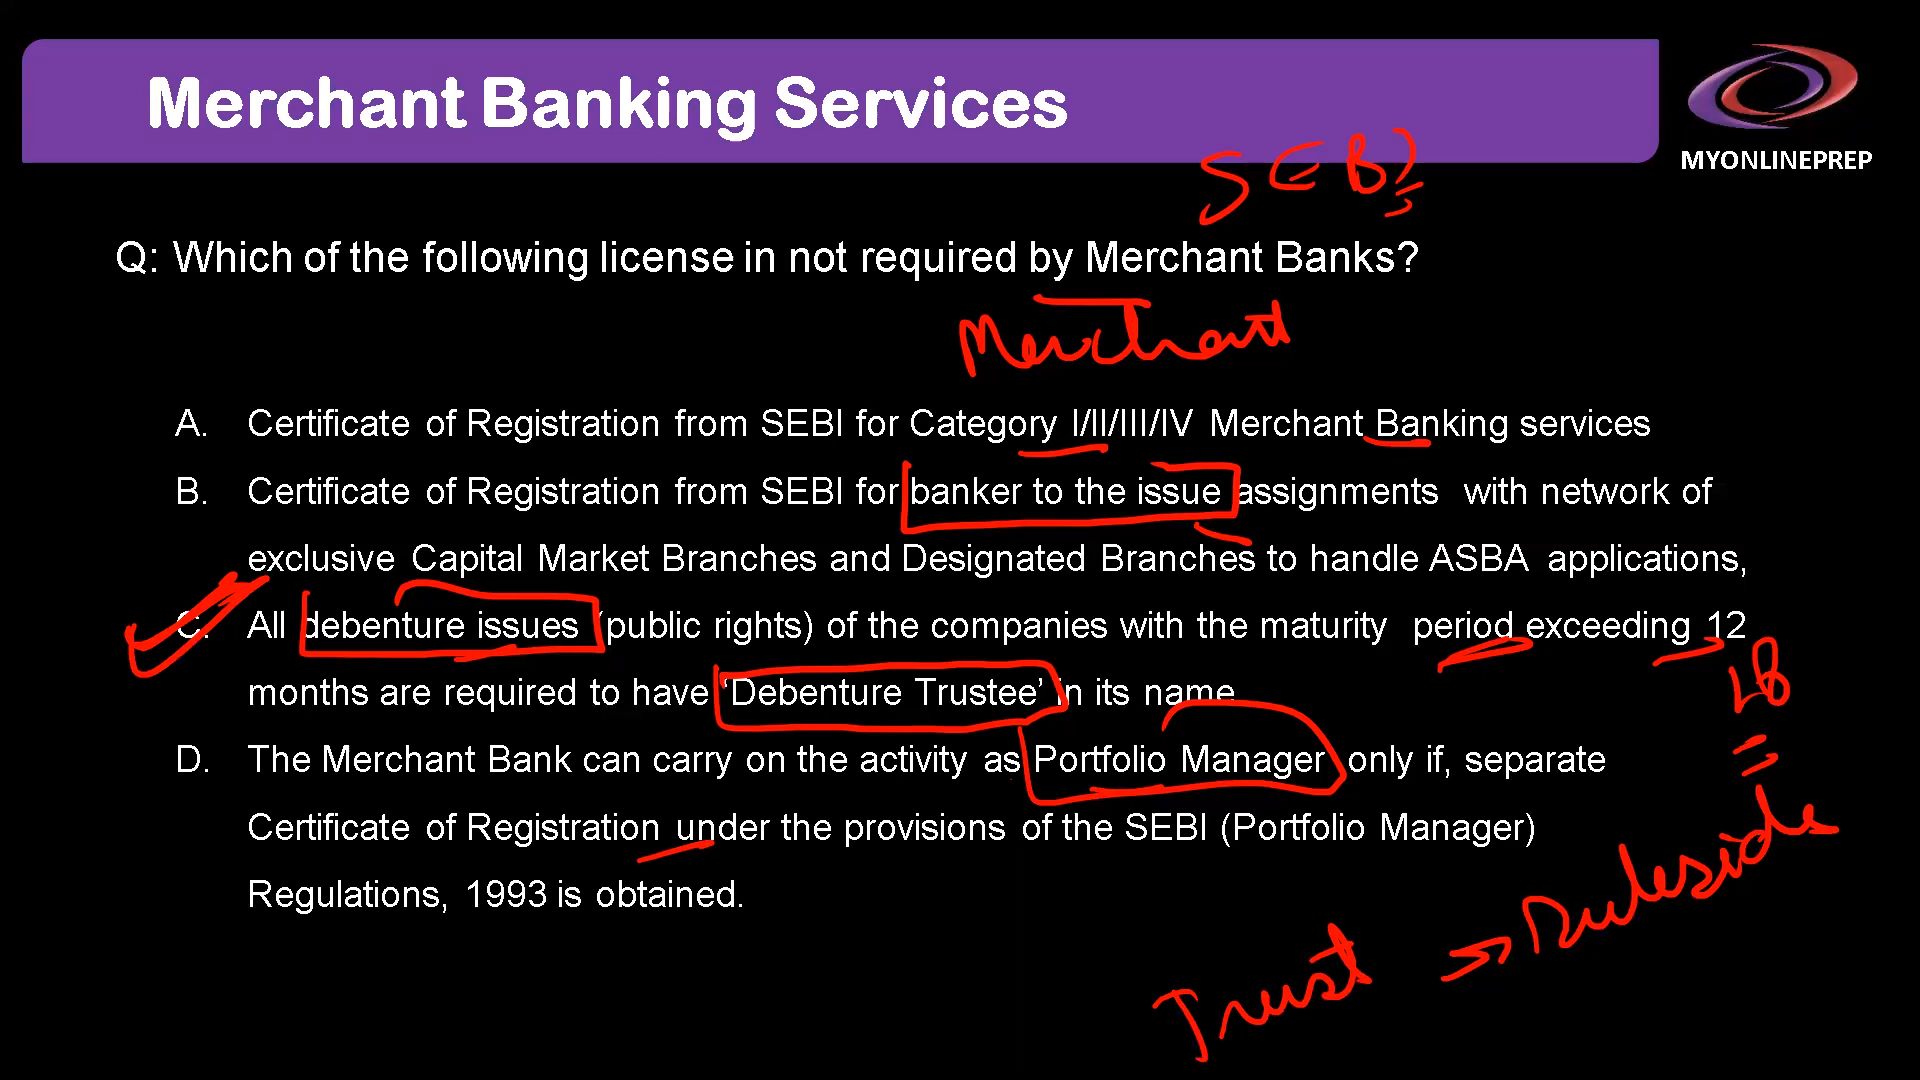 Merchant Banking Services
MYONLINEPREP
SEBI
Q: Which of the following license in not required by Merchant Banks?
Merchant
A. Certificate of Registration from SEBI for Category I/II/III/IV Merchant Banking services
B. Certificate of Registration from SEBI for banker to the issue assignments with network of
exclusive Capital Market Branches and Designated Branches to handle ASBA applications,
C. All debenture issues (public rights) of the companies with the maturity period exceeding 12
months are required to have ‘Debenture Trustee’ in its name
18
D. The Merchant Bank can carry on the activity as Portfolio Manager only if, separate
Certificate of Registration under the provisions of the SEBI (Portfolio Manager)
Regulations, 1993 is obtained.
Trust